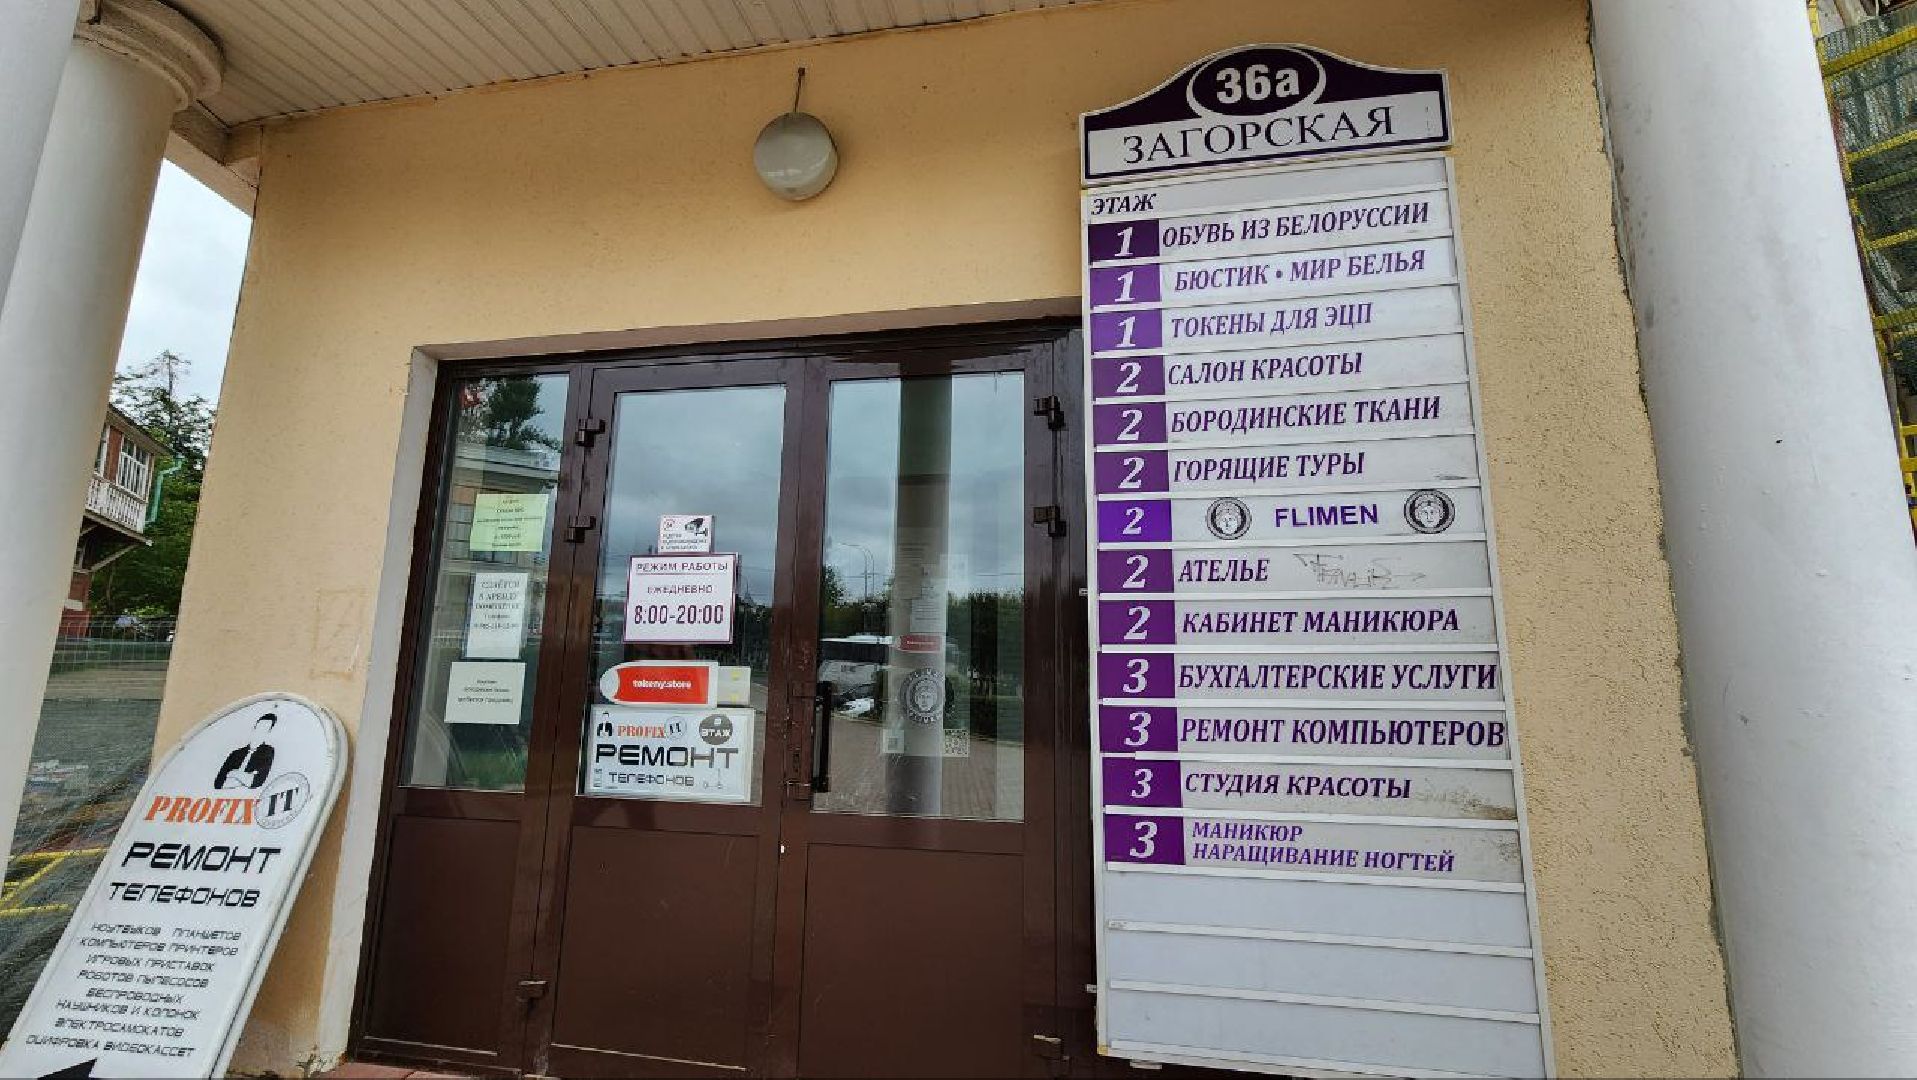 36а
ЗАГОРСКАЯ
ЭТАЖ
1 ОБУВЬ ИЗ БЕЛОРУССИИ
1 БЮСТИК • МИР БЕЛЬЯ
1 ТОКЕНЫ ДЛЯ ЭЦП
2 САЛОН КРАСОТЫ
2 БОРОДИНСКИЕ ТКАНИ
2 ГОРЯЩИЕ ТУРЫ
2 FLIMEN
2 АТЕЛЬЕ
2 КАБИНЕТ МАНИКЮРА
3 БУХГАЛТЕРСКИЕ УСЛУГИ
3 РЕМОНТ КОМПЬЮТЕРОВ
3 СТУДИЯ КРАСОТЫ
3 МАНИКЮР
НАРАЩИВАНИЕ НОГТЕЙ
РЕЖИМ РАБОТЫ
ЕЖЕДНЕВНО
8:00-20:00
tokeny.store
PROFIX IT
ЭТАЖ
РЕМОНТ
ТЕЛЕФОНОВ
СДАЁТСЯ
В АРЕНДУ
PROFIX IT
РЕМОНТ
ТЕЛЕФОНОВ
НОУТБУКОВ ПЛАНШЕТОВ
КОМПЬЮТЕРОВ ПРИНТЕРОВ
ИГРОВЫХ ПРИСТАВОК
РОБОТОВ ПЫЛЕСОСОВ
БЕСПРОВОДНЫХ
НАУШНИКОВ И КОЛОНОК
ЭЛЕКТРОСАМОКАТОВ
ОЦИФРОВКА ВИДЕОКАССЕТ